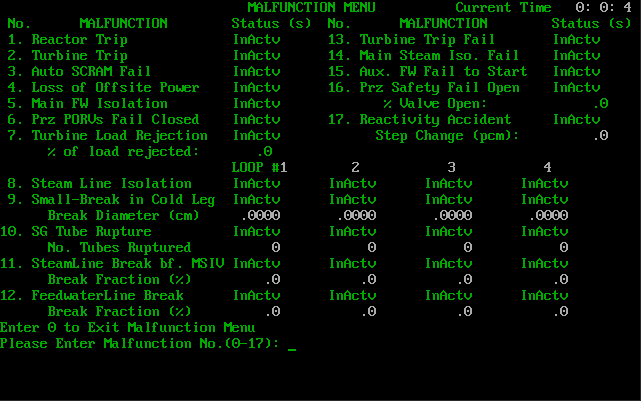 MALFUNCTION MENU Current Time 0: 0: 4
No. MALFUNCTION Status (s) No. MALFUNCTION Status (s)
1. Reactor Trip InActv 13. Turbine Trip Fail InActv
2. Turbine Trip InActv 14. Main Steam Iso. Fail InActv
3. Auto SCRAM Fail InActv 15. Aux. FW Fail to Start InActv
4. Loss of Offsite Power InActv 16. Prz Safety Fail Open InActv
5. Main FW Isolation InActv % Valve Open: .0
6. Prz PORVs Fail Closed InActv 17. Reactivity Accident InActv
7. Turbine Load Rejection InActv Step Change (pcm): .0
% of load rejected: .0
LOOP #1 2 3 4
8. Steam Line Isolation InActv InActv InActv InActv
9. Small-Break in Cold Leg InActv InActv InActv InActv
Break Diameter (cm) .0000 .0000 .0000 .0000
10. SG Tube Rupture InActv InActv InActv InActv
No. Tubes Ruptured 0 0 0 0
11. SteamLine Break bf. MSIV InActv InActv InActv InActv
Break Fraction (%) .0 .0 .0 .0
12. FeedwaterLine Break InActv InActv InActv InActv
Break Fraction (%) .0 .0 .0 .0
Enter 0 to Exit Malfunction Menu
Please Enter Malfunction No.(0-17): _